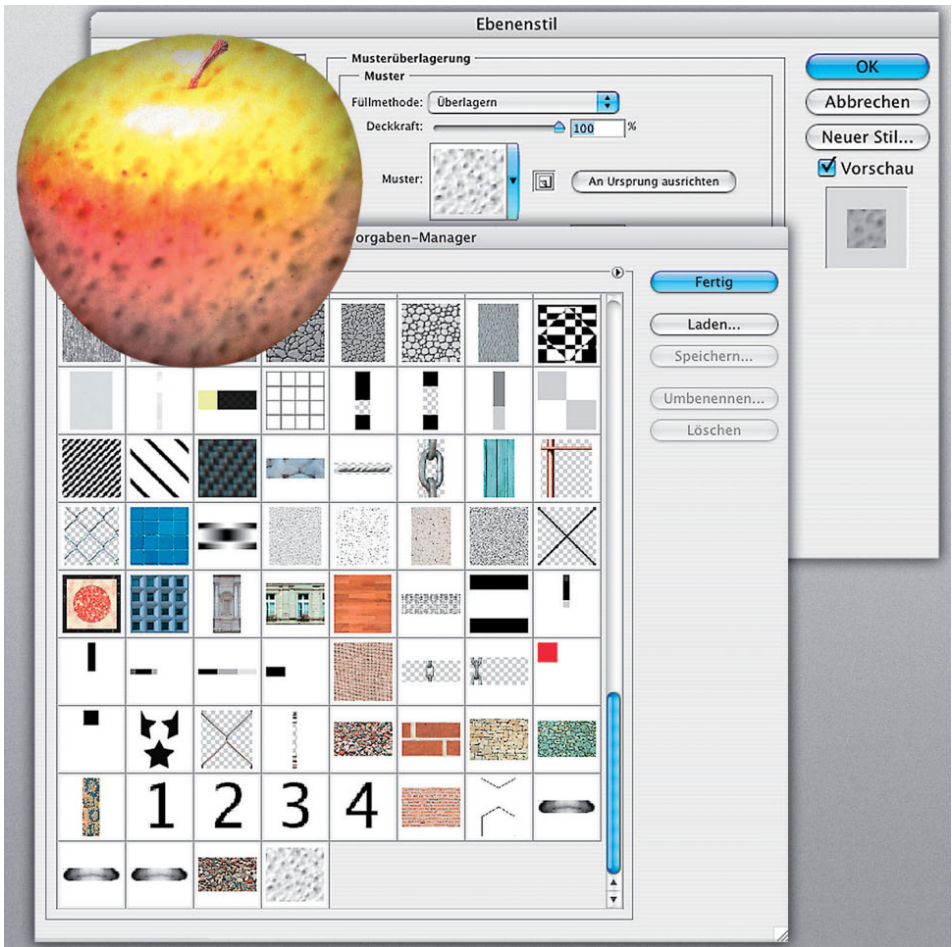 Ebenenstil
Musterüberlagerung
Muster
Füllmethode: Überlagern
Deckkraft: 100 %
Muster:
An Ursprung ausrichten
OK
Abbrechen
Neuer Stil...
Vorschau
orgaben-Manager
Fertig
Laden...
Speichern...
Umbenennen...
Löschen
1 2 3 4